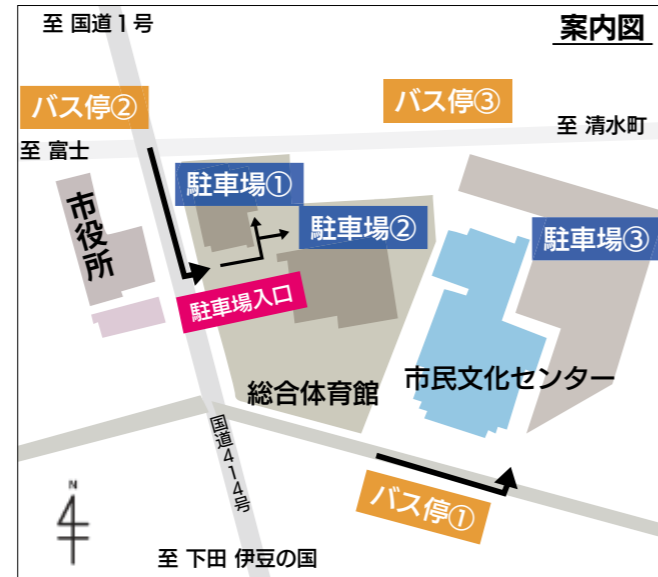 至 国道1号
案内図
バス停②
バス停③
至 清水町
至 富士
駐車場①
市役所
駐車場②
駐車場③
駐車場入口
総合体育館
市民文化センター
国道414号
バス停①
N
至 下田 伊豆の国